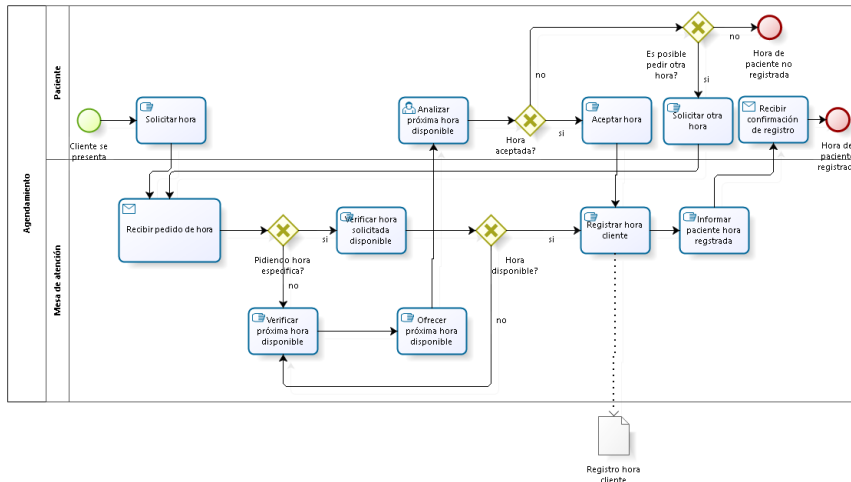 Agendamiento
Paciente
Mesa de atención
Cliente se
presenta
Solicitar hora
Analizar
próxima hora
disponible
no
Hora
aceptada?
si
Aceptar hora
Es posible
pedir otra
hora?
no
si
Hora de
paciente no
registrada
Solicitar otra
hora
Recibir
confirmación
de registro
Hora de
paciente
registrada
Recibir pedido de hora
Pidiendo hora
especifica?
si
no
Verificar hora
solicitada
disponible
Hora
disponible?
si
no
Registrar hora
cliente
Informar
paciente hora
regstrada
Verificar
próxima hora
disponible
Ofrecer
próxima hora
disponible
Registro hora
cliente